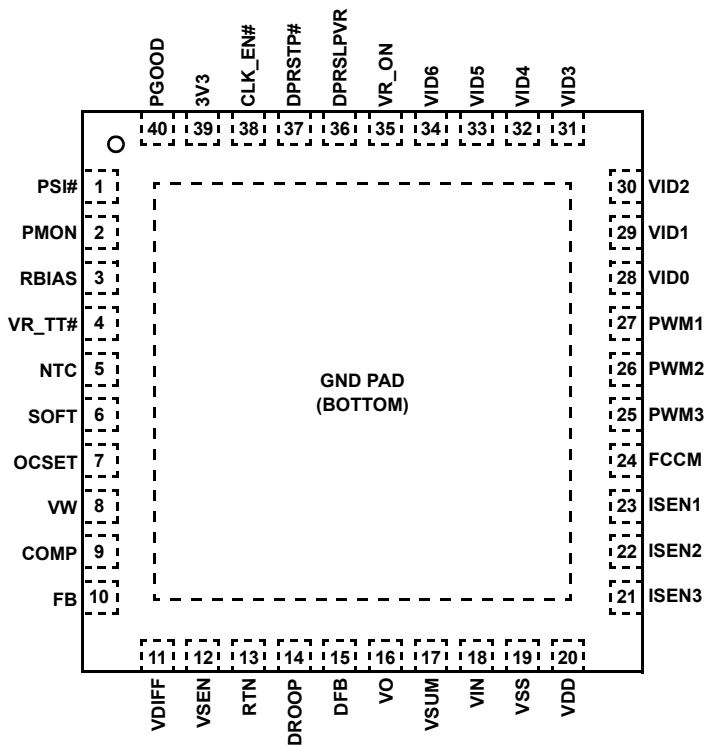 PGOOD
3V3
CLK_EN#
DPRSTP#
DPRSLPVR
VR_ON
VID6
VID5
VID4
VID3
40
39
38
37
36
35
34
33
32
31
PSI#
1
30
VID2
PMON
2
29
VID1
RBIAS
3
28
VID0
VR_TT#
4
27
PWM1
NTC
5
26
PWM2
SOFT
6
25
PWM3
OCSET
7
24
FCCM
VW
8
23
ISEN1
COMP
9
22
ISEN2
FB
10
21
ISEN3
GND PAD
(BOTTOM)
11
12
13
14
15
16
17
18
19
20
VDIFF
VSEN
RTN
DROOP
DFB
VO
VSUM
VIN
VSS
VDD